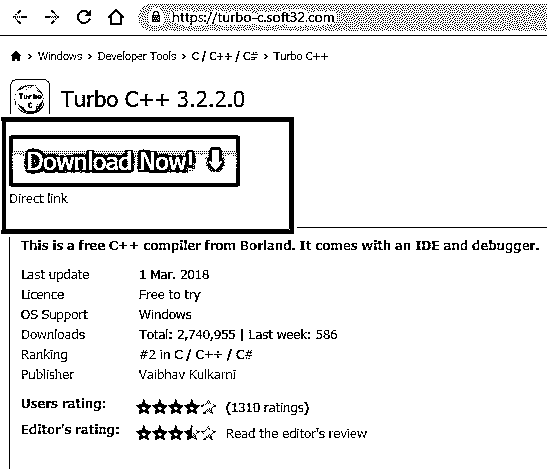 https://turbo-c.soft32.com
Windows > Developer Tools > C / C++ / C# > Turbo C++
Turbo C
Turbo C++ 3.2.2.0
Download Now!
Direct link
This is a free C++ compiler from Borland. It comes with an IDE and debugger.
Last update 1 Mar. 2018
Licence Free to try
OS Support Windows
Downloads Total: 2,740,955 | Last week: 586
Ranking #2 in C / C++ / C#
Publisher Vaibhav Kulkarni
Users rating: (1310 ratings)
Editor's rating: Read the editor's review